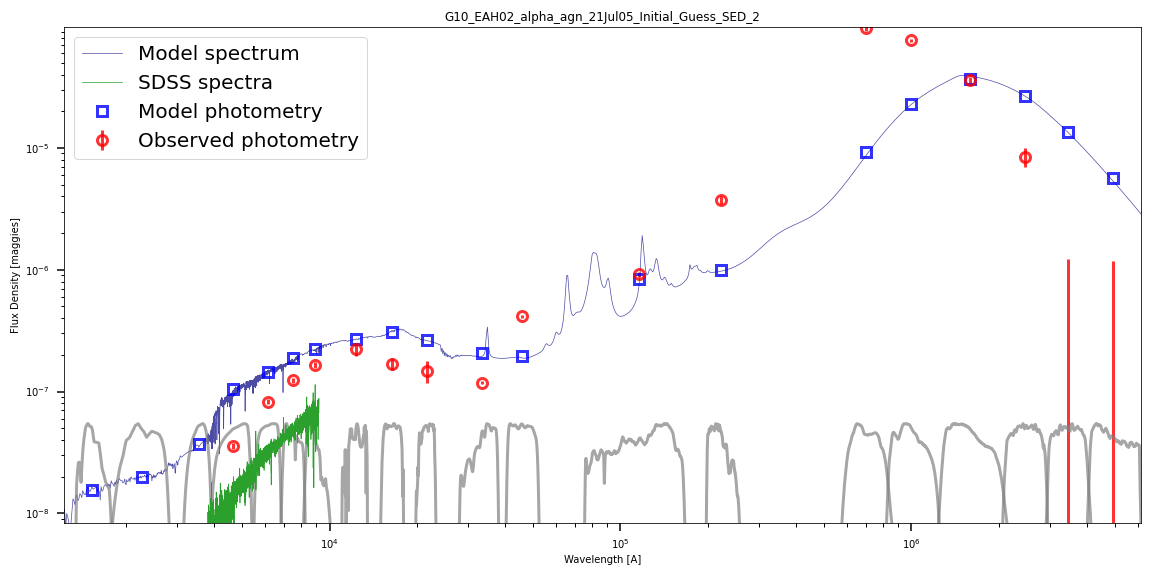 G10_EAH02_alpha_agn_21Jul05_Initial_Guess_SED_2
Model spectrum
SDSS spectra
Model photometry
Observed photometry
Flux Density [maggies]
10⁻⁵
10⁻⁶
10⁻⁷
10⁻⁸
10⁴
10⁵
10⁶
Wavelength [A]